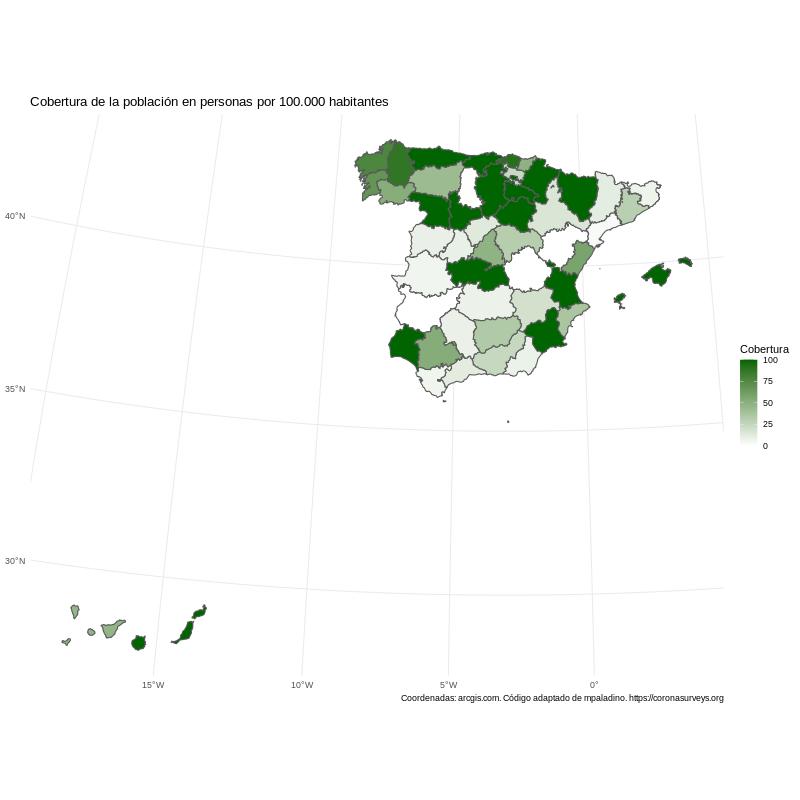 Cobertura de la población en personas por 100.000 habitantes
40°N
35°N
30°N
15°W
10°W
5°W
0°
Cobertura
100
75
50
25
0
Coordenadas: arcgis.com. Código adaptado de mpaladino. https://coronasurveys.org